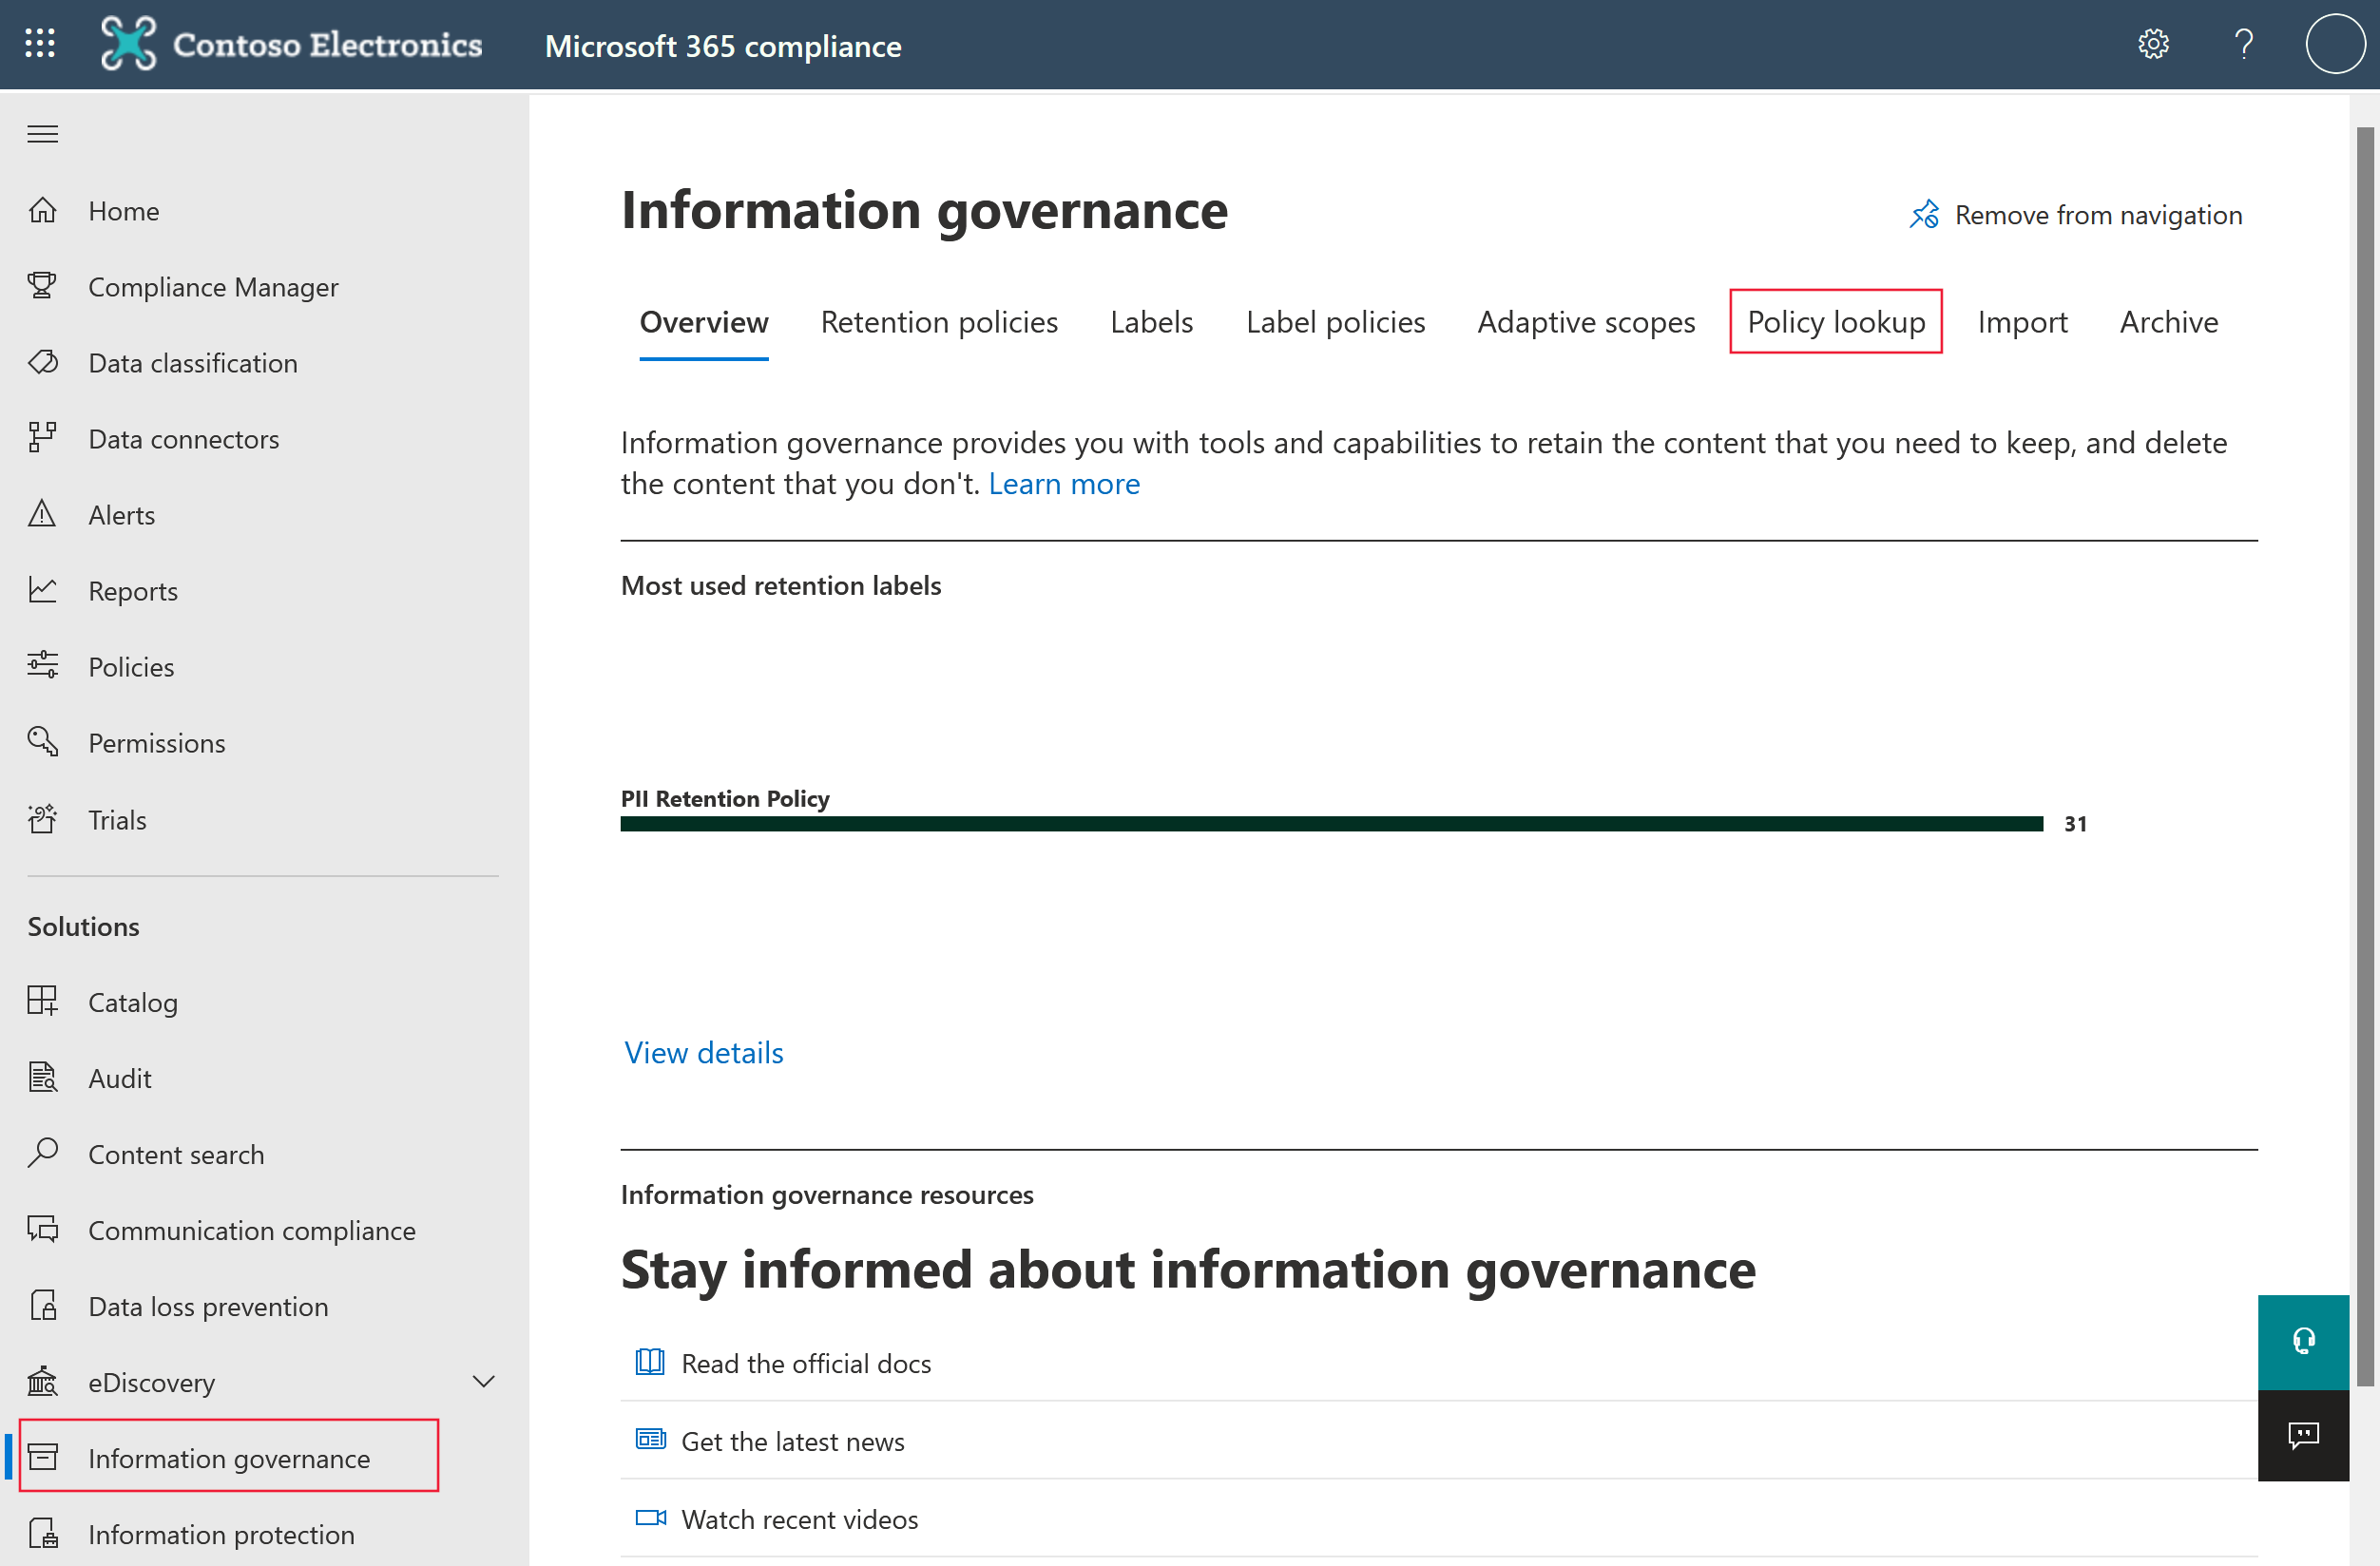 Contoso Electronics
Microsoft 365 compliance
Home
Compliance Manager
Data classification
Data connectors
Alerts
Reports
Policies
Permissions
Trials
Solutions
Catalog
Audit
Content search
Communication compliance
Data loss prevention
eDiscovery
Information governance
Information protection
Information governance
Remove from navigation
Overview Retention policies Labels Label policies Adaptive scopes Policy lookup Import Archive
Information governance provides you with tools and capabilities to retain the content that you need to keep, and delete
the content that you don't. Learn more
Most used retention labels
PII Retention Policy
31
View details
Information governance resources
Stay informed about information governance
Read the official docs
Get the latest news
Watch recent videos